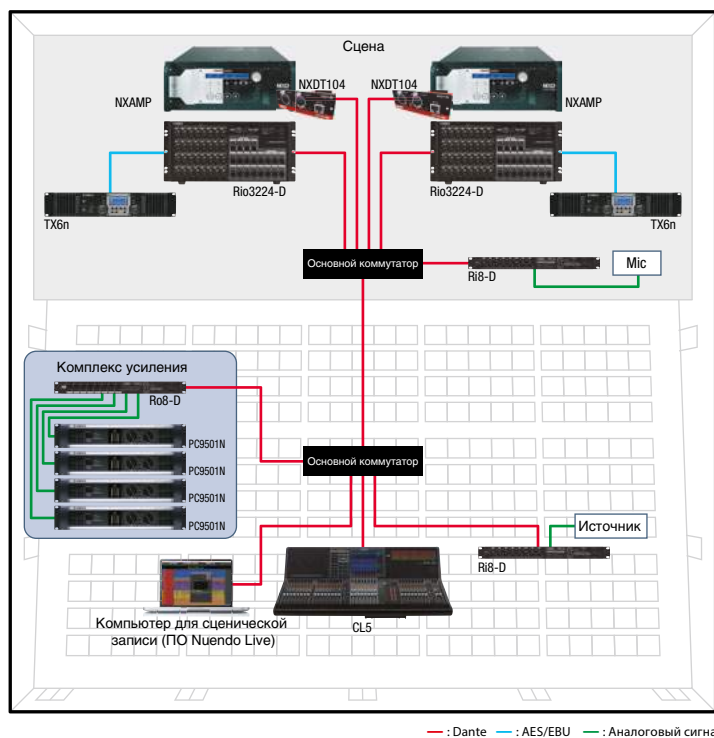 Сцена
NXDT104
NXDT104
NXAMP
NXAMP
Rio3224-D
Rio3224-D
TX6n
TX6n
Основной коммутатор
Mic
Ri8-D
Комплекс усиления
Ro8-D
PC9501N
PC9501N
PC9501N
PC9501N
Основной коммутатор
Источник
Ri8-D
CL5
Компьютер для сценической
записи (ПО Nuendo Live)
: Dante : AES/EBU : Аналоговый сигна